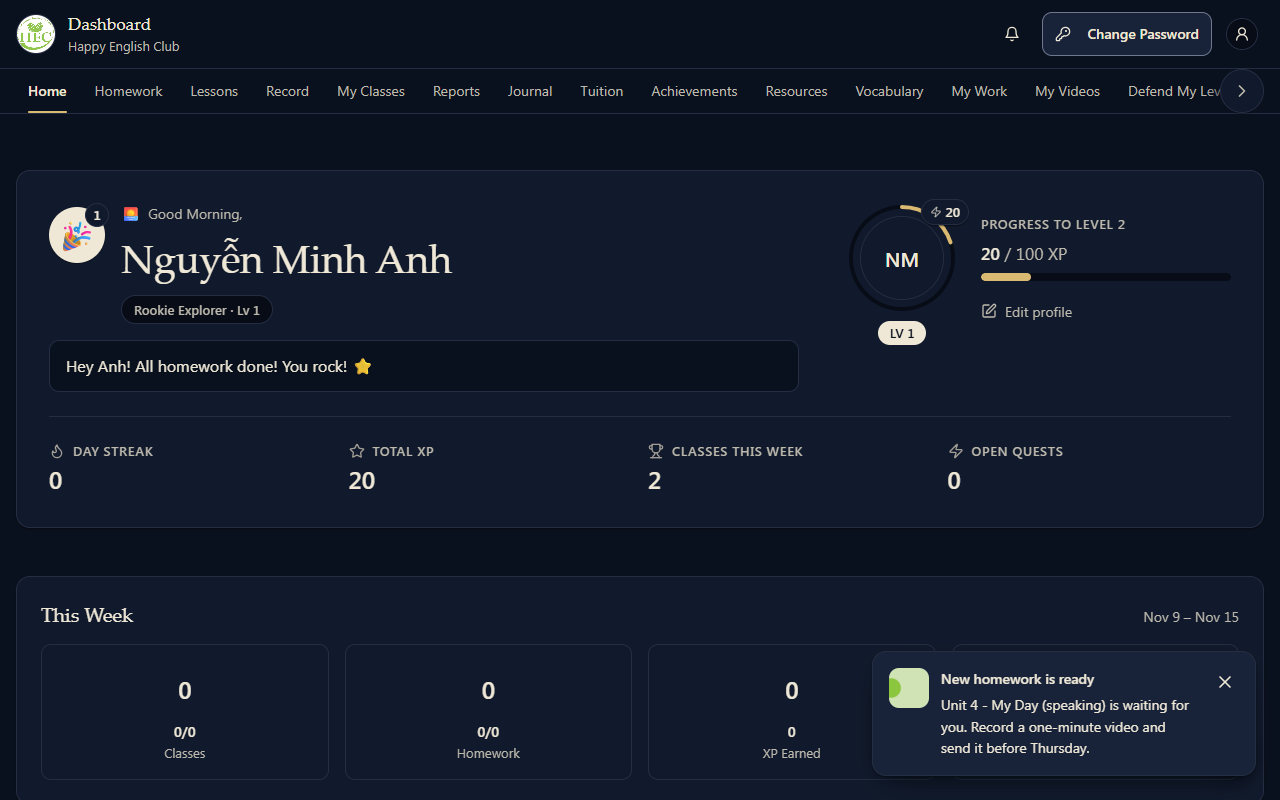 HEC
Dashboard
Happy English Club
Change Password
Home Homework Lessons Record My Classes Reports Journal Tuition Achievements Resources Vocabulary My Work My Videos Defend My Lev
1
Good Morning,
Nguyễn Minh Anh
Rookie Explorer · Lv 1
Hey Anh! All homework done! You rock! ⭐
20
NM
LV 1
PROGRESS TO LEVEL 2
20 / 100 XP
Edit profile
DAY STREAK
0
TOTAL XP
20
CLASSES THIS WEEK
2
OPEN QUESTS
0
This Week
Nov 9 – Nov 15
0
0/0
Classes
0
0/0
Homework
0
0
XP Earned
New homework is ready
Unit 4 - My Day (speaking) is waiting for
you. Record a one-minute video and
send it before Thursday.